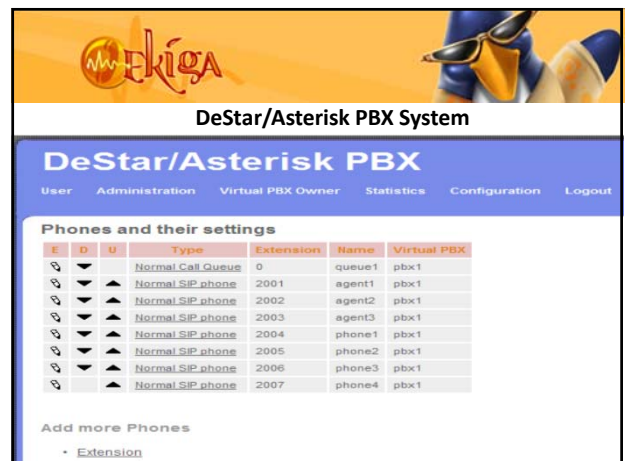 Ekiga
DeStar/Asterisk PBX System
DeStar/Asterisk PBX
User Administration Virtual PBX Owner Statistics Configuration Logout
Phones and their settings
E D U Type Extension Name Virtual PBX
Normal Call Queue 0 queue1 pbx1
Normal SIP phone 2001 agent1 pbx1
Normal SIP phone 2002 agent2 pbx1
Normal SIP phone 2003 agent3 pbx1
Normal SIP phone 2004 phone1 pbx1
Normal SIP phone 2005 phone2 pbx1
Normal SIP phone 2006 phone3 pbx1
Normal SIP phone 2007 phone4 pbx1
Add more Phones
• Extension